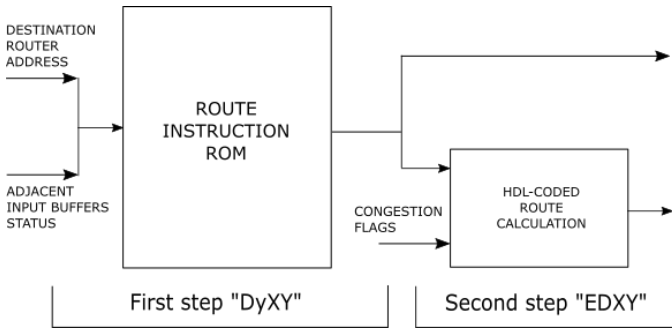 DESTINATION
ROUTER
ADDRESS
ROUTE
INSTRUCTION
ROM
ADJACENT
INPUT BUFFERS
STATUS
CONGESTION
FLAGS
HDL-CODED
ROUTE
CALCULATION
First step "DyXY"
Second step "EDXY"